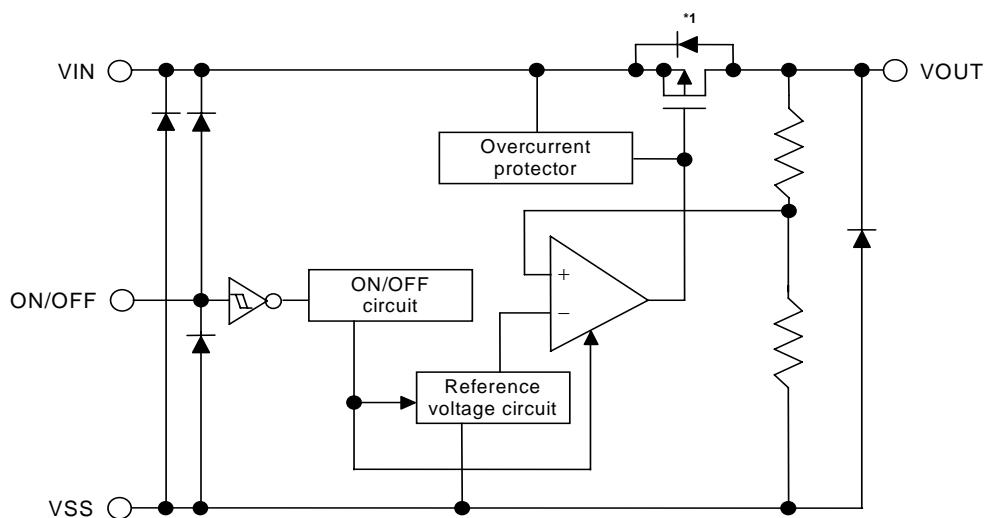 *1
VIN
VOUT
Overcurrent
protector
ON/OFF
ON/OFF
circuit
+
−
Reference
voltage circuit
VSS